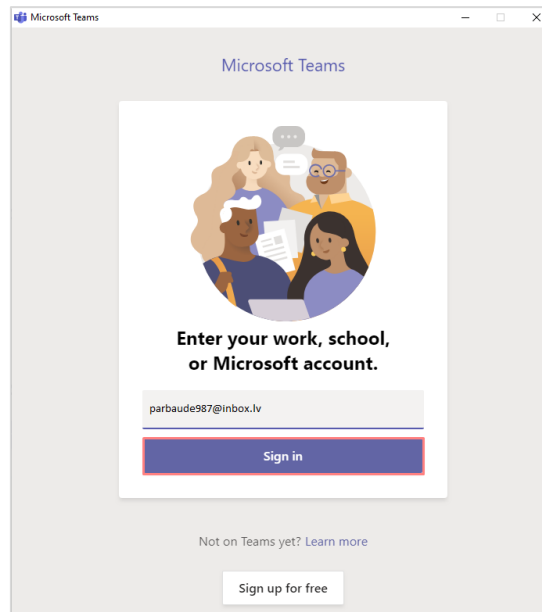 Microsoft Teams
Microsoft Teams
Enter your work, school,
or Microsoft account.
parbaude987@inbox.lv
Sign in
Not on Teams yet? Learn more
Sign up for free